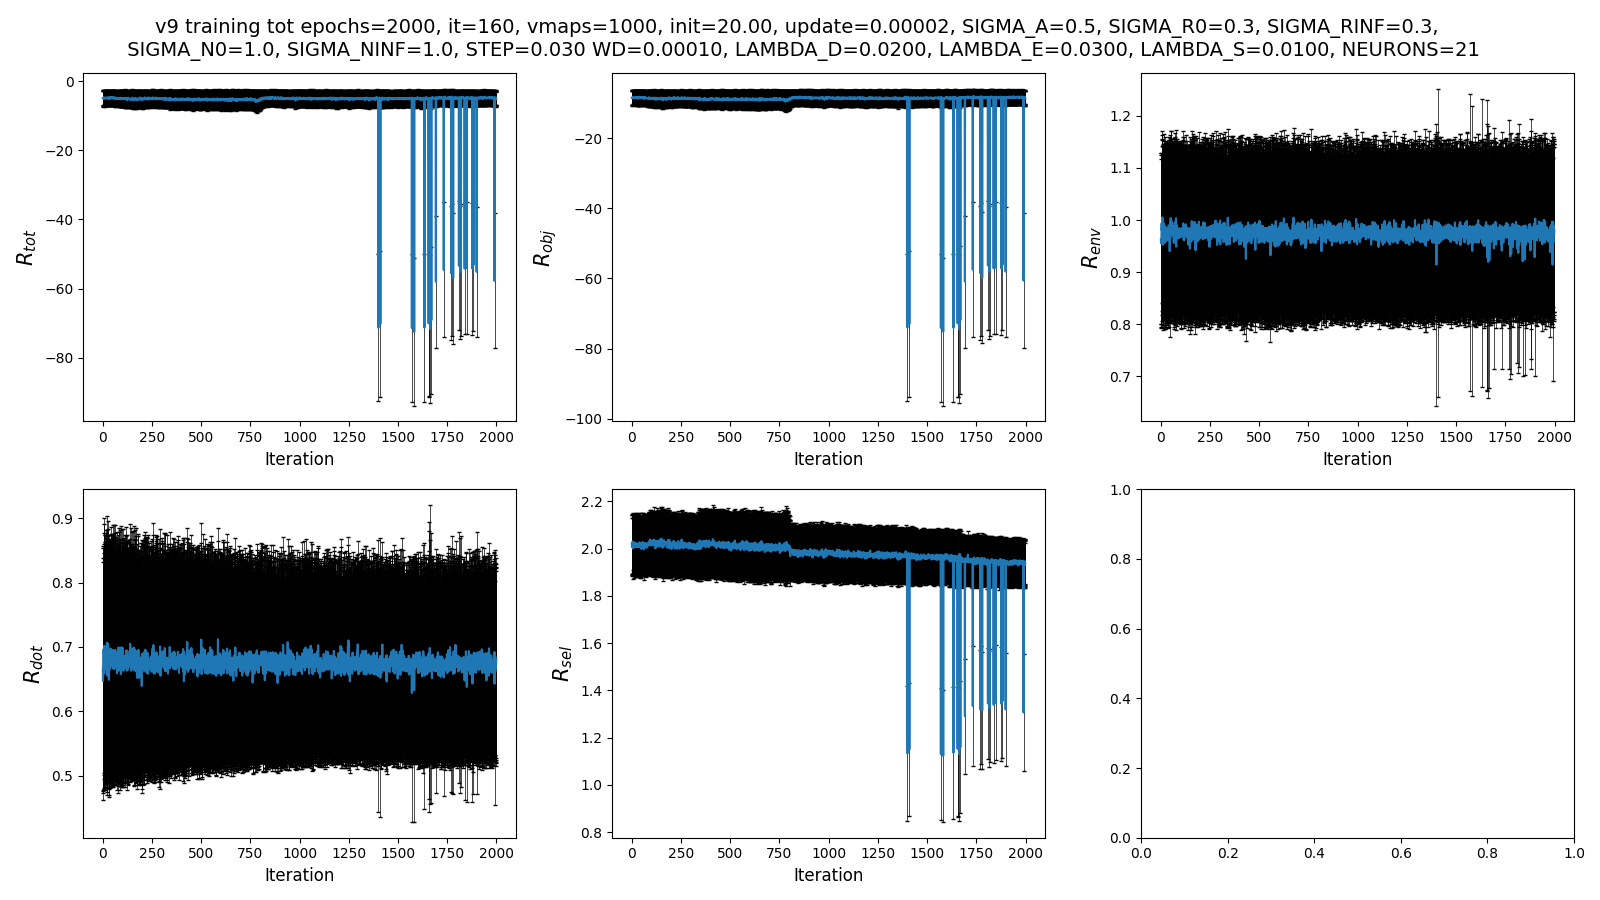 v9 training tot epochs=2000, it=160, vmaps=1000, init=20.00, update=0.00002, SIGMA_A=0.5, SIGMA_R0=0.3, SIGMA_RINF=0.3,
SIGMA_N0=1.0, SIGMA_NINF=1.0, STEP=0.030 WD=0.00010, LAMBDA_D=0.0200, LAMBDA_E=0.0300, LAMBDA_S=0.0100, NEURONS=21
R_tot
0
−20
−40
−60
−80
0 250 500 750 1000 1250 1500 1750 2000
Iteration
R_obj
−20
−40
−60
−80
−100
0 250 500 750 1000 1250 1500 1750 2000
Iteration
R_env
1.2
1.1
1.0
0.9
0.8
0.7
0 250 500 750 1000 1250 1500 1750 2000
Iteration
R_dot
0.9
0.8
0.7
0.6
0.5
0 250 500 750 1000 1250 1500 1750 2000
Iteration
R_sel
2.2
2.0
1.8
1.6
1.4
1.2
1.0
0.8
0 250 500 750 1000 1250 1500 1750 2000
Iteration
1.0
0.8
0.6
0.4
0.2
0.0
0.0 0.2 0.4 0.6 0.8 1.0